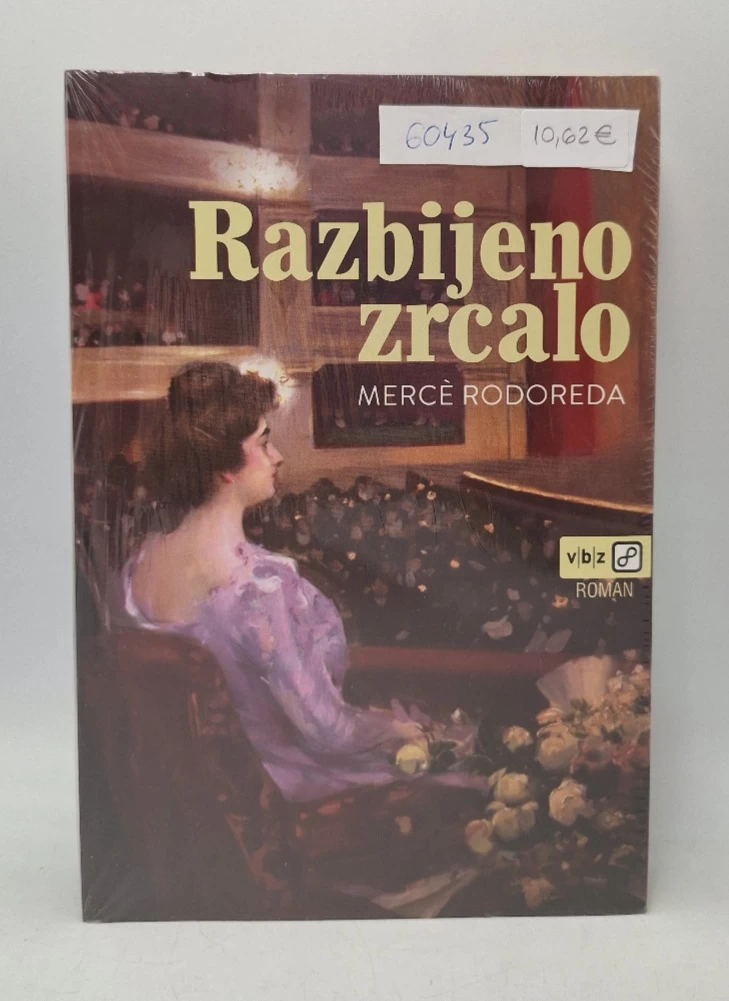 60435 10,62€
Razbijeno
zrcalo
MERCÈ RODOREDA
v|b|z
ROMAN